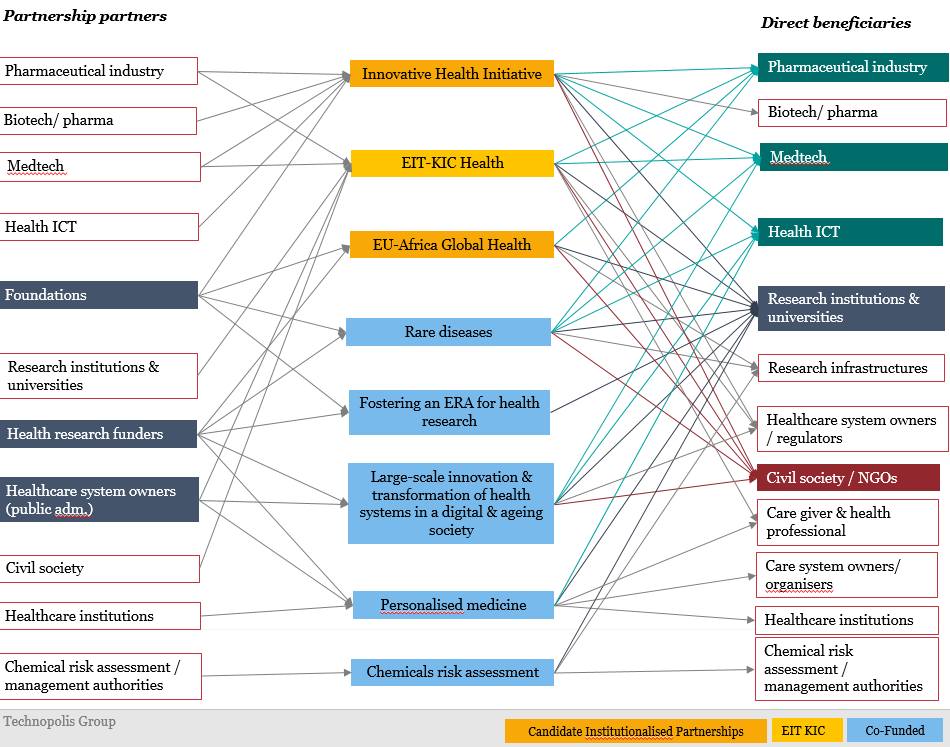 Partnership partners
Direct beneficiaries
Pharmaceutical industry
Biotech/ pharma
Medtech
Health ICT
Foundations
Research institutions &
universities
Health research funders
Healthcare system owners
(public adm.)
Civil society
Healthcare institutions
Chemical risk assessment /
management authorities
Innovative Health Initiative
EIT-KIC Health
EU-Africa Global Health
Rare diseases
Fostering an ERA for health
research
Large-scale innovation &
transformation of health
systems in a digital & ageing
society
Personalised medicine
Chemicals risk assessment
Pharmaceutical industry
Biotech/ pharma
Medtech
Health ICT
Research institutions &
universities
Research infrastructures
Healthcare system owners
/ regulators
Civil society / NGOs
Care giver & health
professional
Care system owners/
organisers
Healthcare institutions
Chemical risk
assessment /
management authorities
Technopolis Group
Candidate Institutionalised Partnerships
EIT KIC
Co-Funded